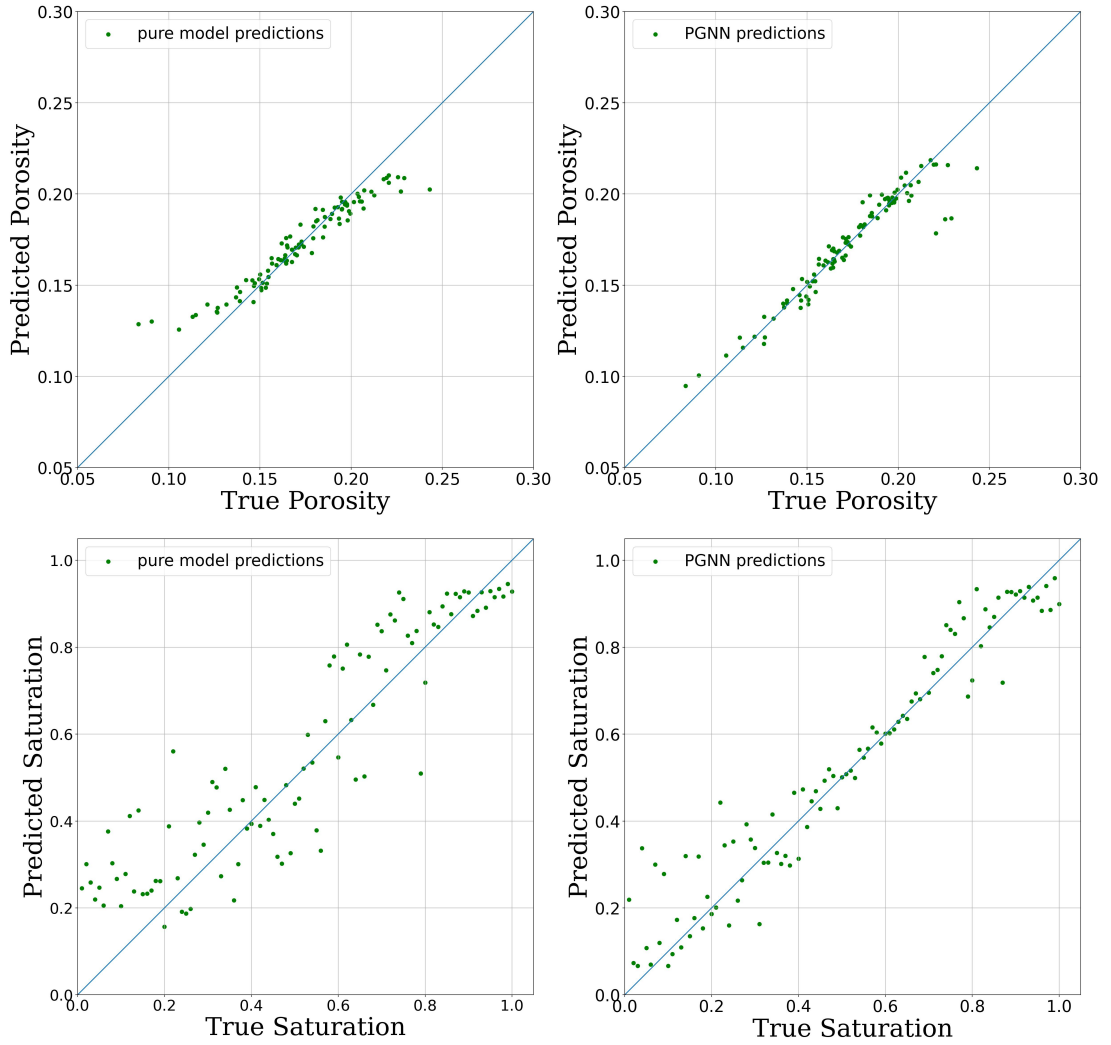 0.30
pure model predictions
0.25
0.20
0.15
0.10
0.05
Predicted Porosity
0.05 0.10 0.15 0.20 0.25 0.30
True Porosity
0.30
PGNN predictions
0.25
0.20
0.15
0.10
0.05
Predicted Porosity
0.05 0.10 0.15 0.20 0.25 0.30
True Porosity
pure model predictions
1.0
0.8
0.6
0.4
0.2
0.0
Predicted Saturation
0.0 0.2 0.4 0.6 0.8 1.0
True Saturation
PGNN predictions
1.0
0.8
0.6
0.4
0.2
0.0
Predicted Saturation
0.0 0.2 0.4 0.6 0.8 1.0
True Saturation